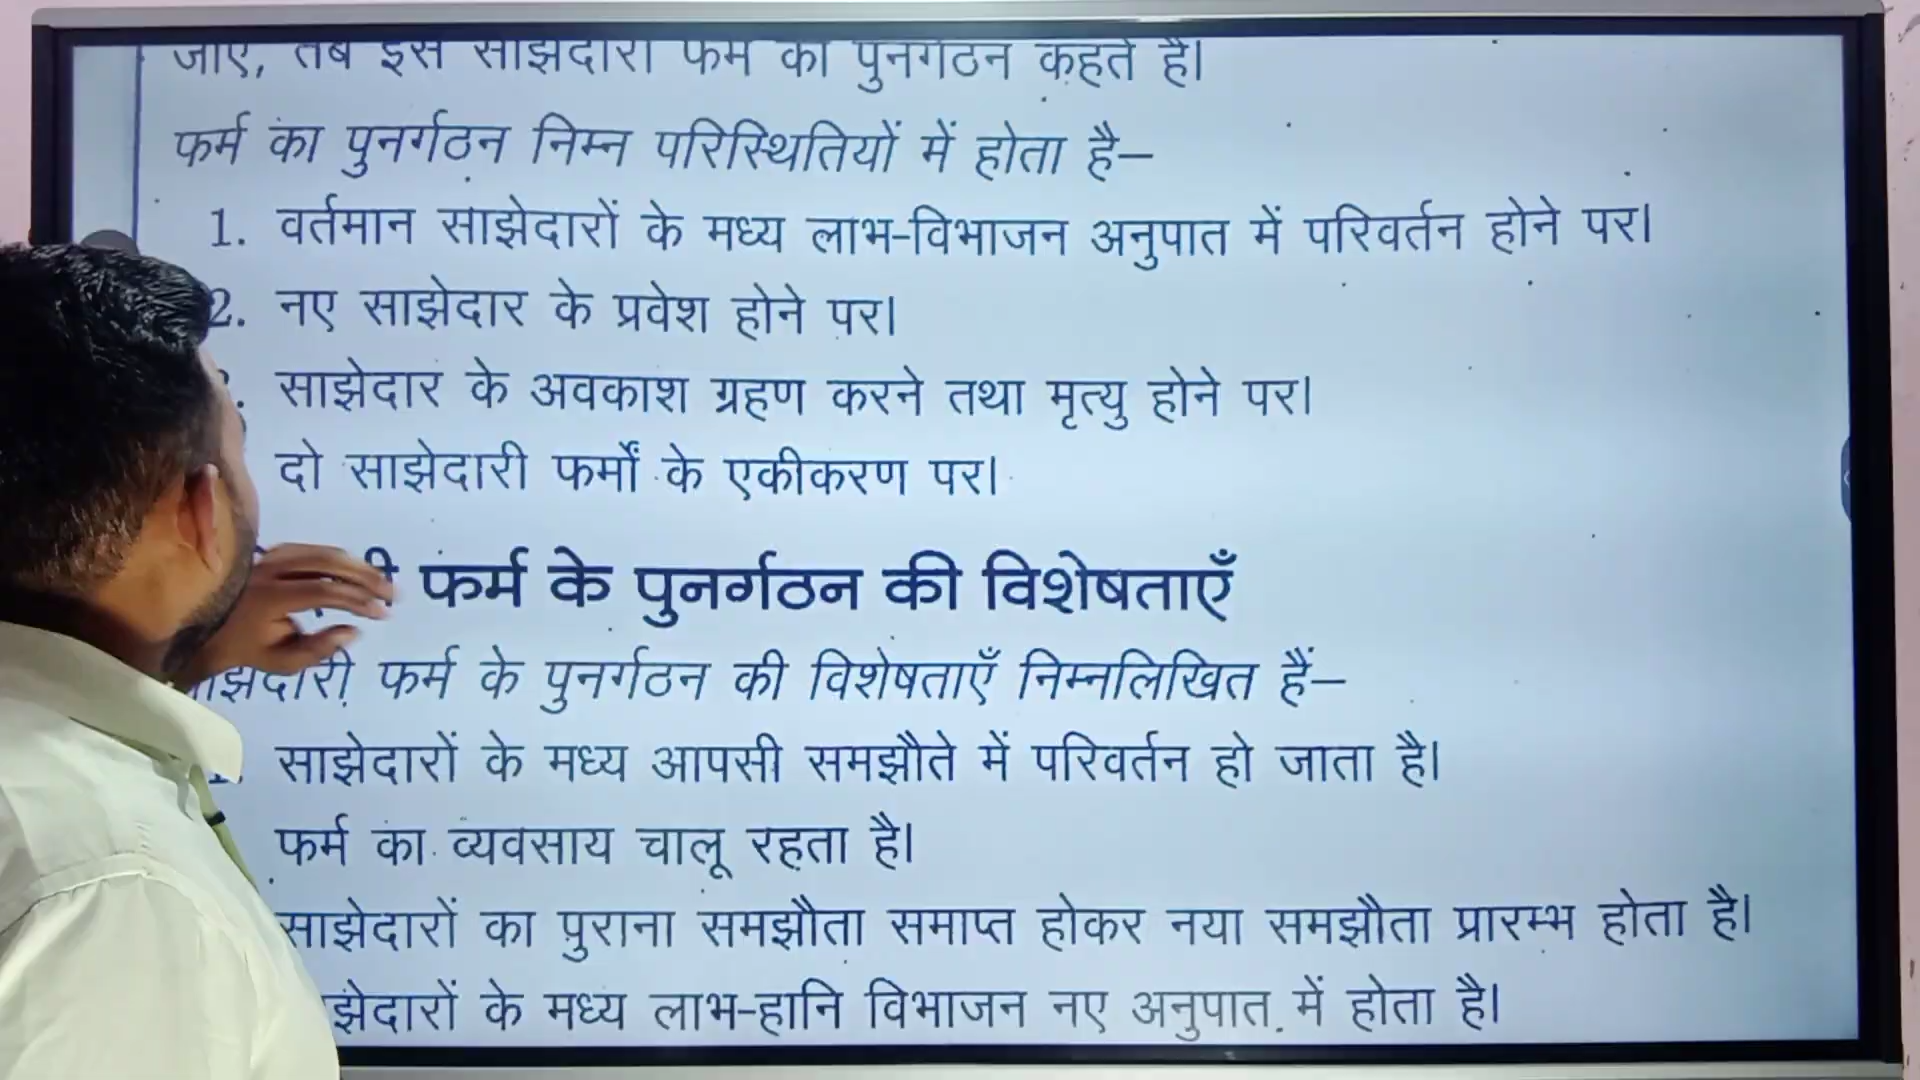 जाए, तब इसे साझेदारी फर्म का पुनर्गठन कहते हैं।
फर्म का पुनर्गठन निम्न परिस्थितियों में होता है—
1. वर्तमान साझेदारों के मध्य लाभ-विभाजन अनुपात में परिवर्तन होने पर।
2. नए साझेदार के प्रवेश होने पर।
साझेदार के अवकाश ग्रहण करने तथा मृत्यु होने पर।
दो साझेदारी फर्मों के एकीकरण पर।
फर्म के पुनर्गठन की विशेषताएँ
फर्म के पुनर्गठन की विशेषताएँ निम्नलिखित हैं—
साझेदारों के मध्य आपसी समझौते में परिवर्तन हो जाता है।
फर्म का व्यवसाय चालू रहता है।
साझेदारों का पुराना समझौता समाप्त होकर नया समझौता प्रारम्भ होता है।
के मध्य लाभ-हानि विभाजन नए अनुपात में होता है।